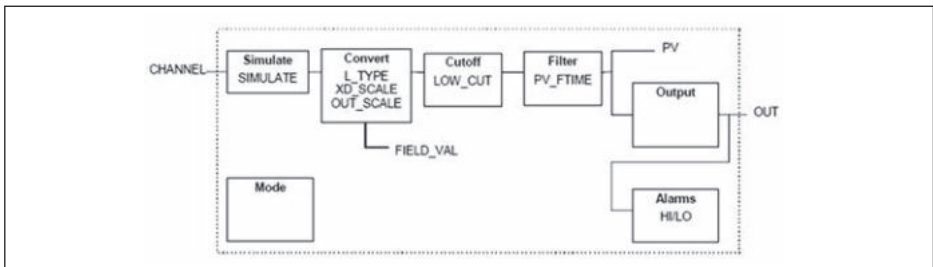 CHANNEL
Simulate
SIMULATE
Convert
L_TYPE
XD_SCALE
OUT_SCALE
Cutoff
LOW_CUT
Filter
PV_FTIME
PV
Output
OUT
FIELD_VAL
Mode
Alarms
HI/LO